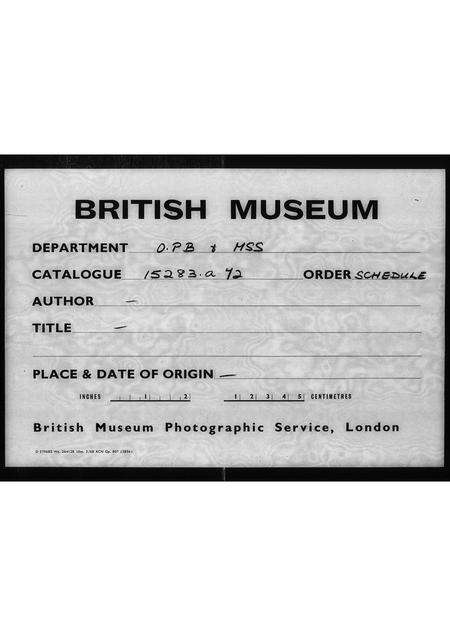 BRITISH MUSEUM
DEPARTMENT O.P.B & MSS
CATALOGUE 15283.a 42 ORDER SCHEDULE
AUTHOR —
TITLE —
PLACE & DATE OF ORIGIN —
INCHES 1 2 1 2 3 4 5 CENTIMETRES
British Museum Photographic Service, London